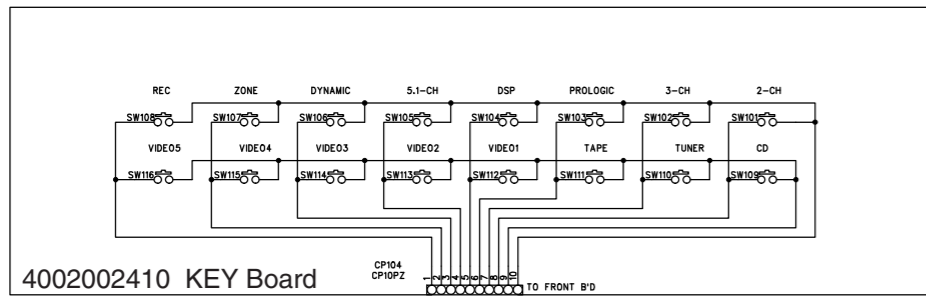 REC ZONE DYNAMIC 5.1-CH DSP PROLOGIC 3-CH 2-CH
SW108 SW107 SW106 SW105 SW104 SW103 SW102 SW101
VIDEO5 VIDEO4 VIDEO3 VIDEO2 VIDEO1 TAPE TUNER CD
SW116 SW115 SW114 SW113 SW112 SW111 SW110 SW109
1 2 3 4 5 6 7 8 9 10
CP104
CP10PZ
TO FRONT B'D
4002002410 KEY Board